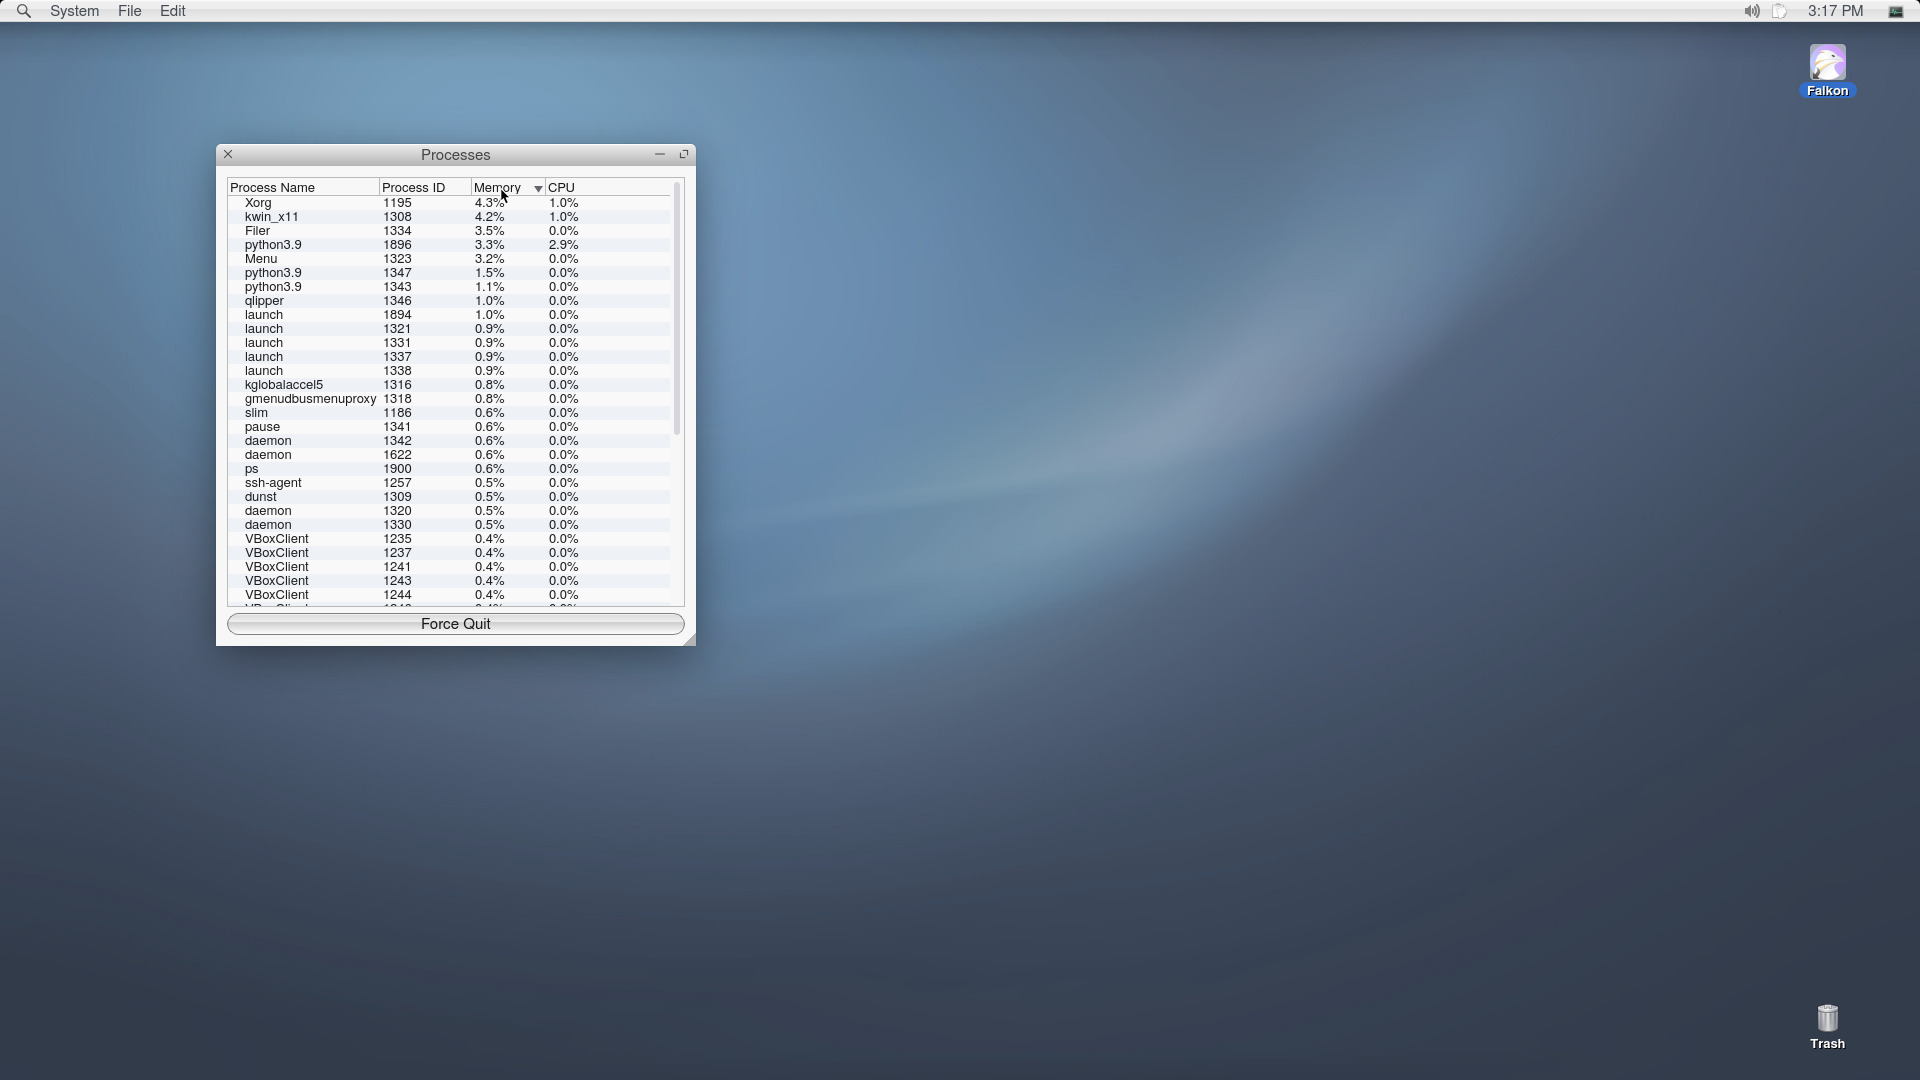 System File Edit 3:17 PM
Falkon
Processes
Process Name Process ID Memory CPU
Xorg 1195 4.3% 1.0%
kwin_x11 1308 4.2% 1.0%
Filer 1334 3.5% 0.0%
python3.9 1896 3.3% 2.9%
Menu 1323 3.2% 0.0%
python3.9 1347 1.5% 0.0%
python3.9 1343 1.1% 0.0%
qlipper 1346 1.0% 0.0%
launch 1894 1.0% 0.0%
launch 1321 0.9% 0.0%
launch 1331 0.9% 0.0%
launch 1337 0.9% 0.0%
launch 1338 0.9% 0.0%
kglobalaccel5 1316 0.8% 0.0%
gmenudbusmenuproxy 1318 0.8% 0.0%
slim 1186 0.6% 0.0%
pause 1341 0.6% 0.0%
daemon 1342 0.6% 0.0%
daemon 1622 0.6% 0.0%
ps 1900 0.6% 0.0%
ssh-agent 1257 0.5% 0.0%
dunst 1309 0.5% 0.0%
daemon 1320 0.5% 0.0%
daemon 1330 0.5% 0.0%
VBoxClient 1235 0.4% 0.0%
VBoxClient 1237 0.4% 0.0%
VBoxClient 1241 0.4% 0.0%
VBoxClient 1243 0.4% 0.0%
VBoxClient 1244 0.4% 0.0%
Force Quit
Trash